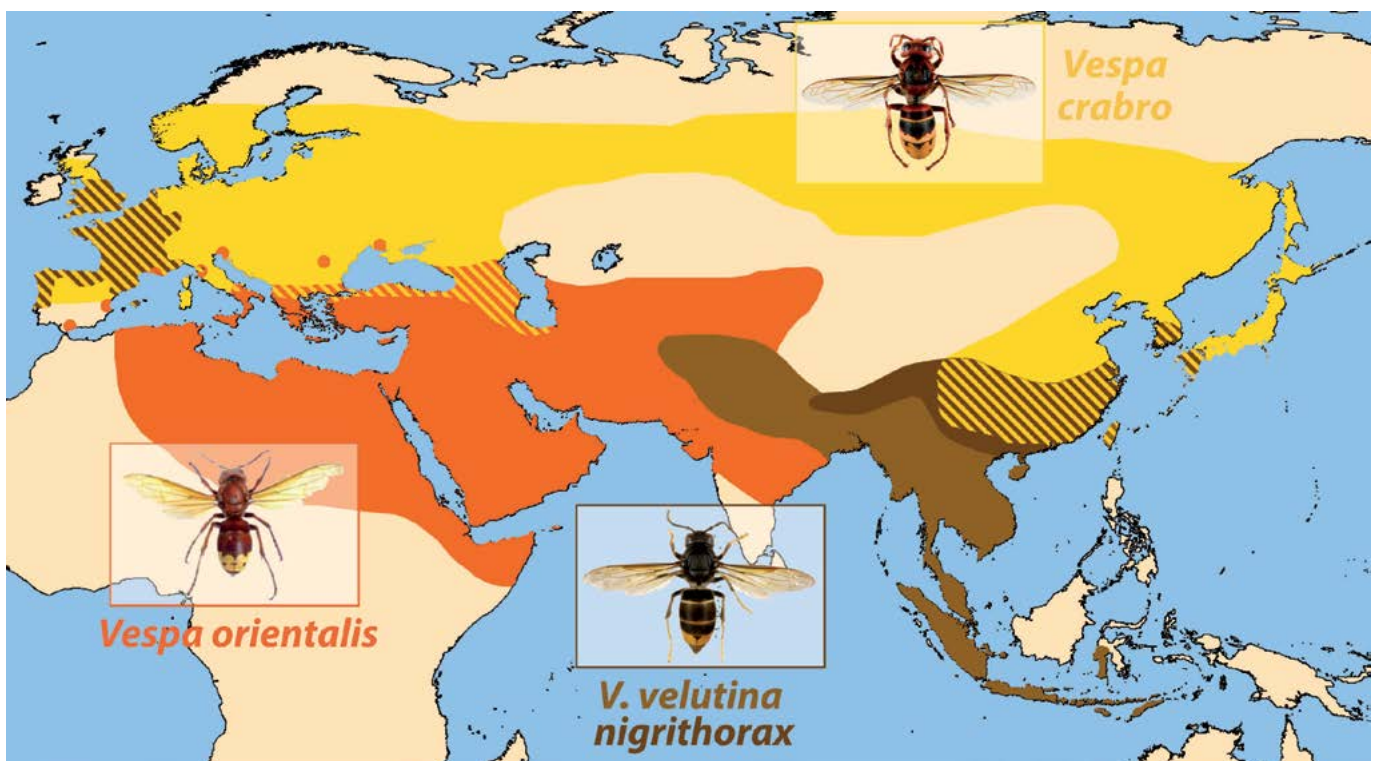 Vespa
crabro
Vespa orientalis
V. velutina
nigrithorax